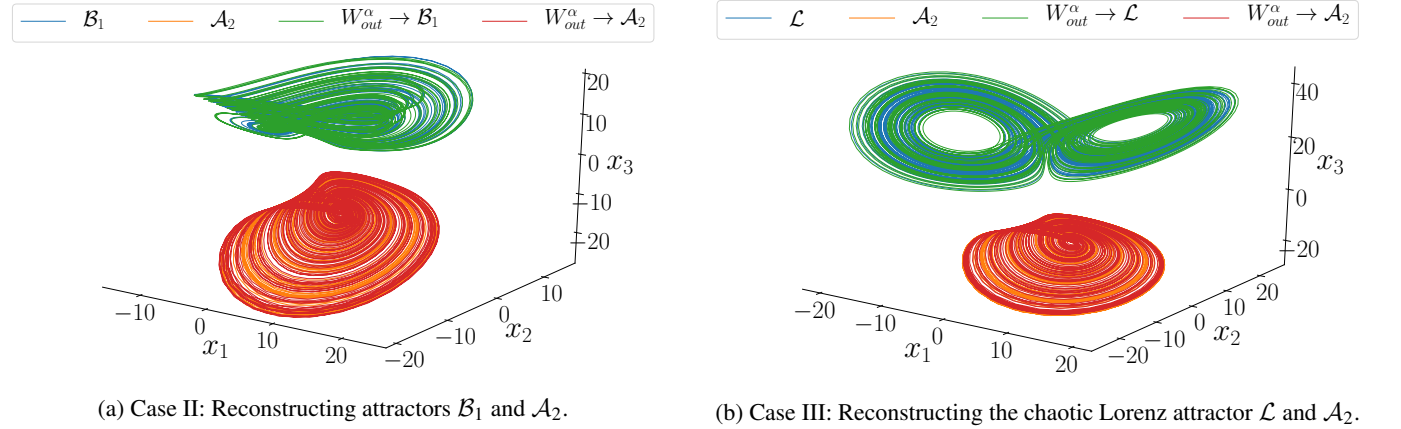 ℬ₁ 𝒜₂ W^α_out → ℬ₁ W^α_out → 𝒜₂
20
10
0
x₃
−10
−20
−10
0
10
20
x₁
−20
−10
0
10
x₂
(a) Case II: Reconstructing attractors ℬ₁ and 𝒜₂.
ℒ 𝒜₂ W^α_out → ℒ W^α_out → 𝒜₂
40
20
x₃
0
−20
−20
−10
0
10
20
x₁
−20
−10
0
10
20
x₂
(b) Case III: Reconstructing the chaotic Lorenz attractor ℒ and 𝒜₂.